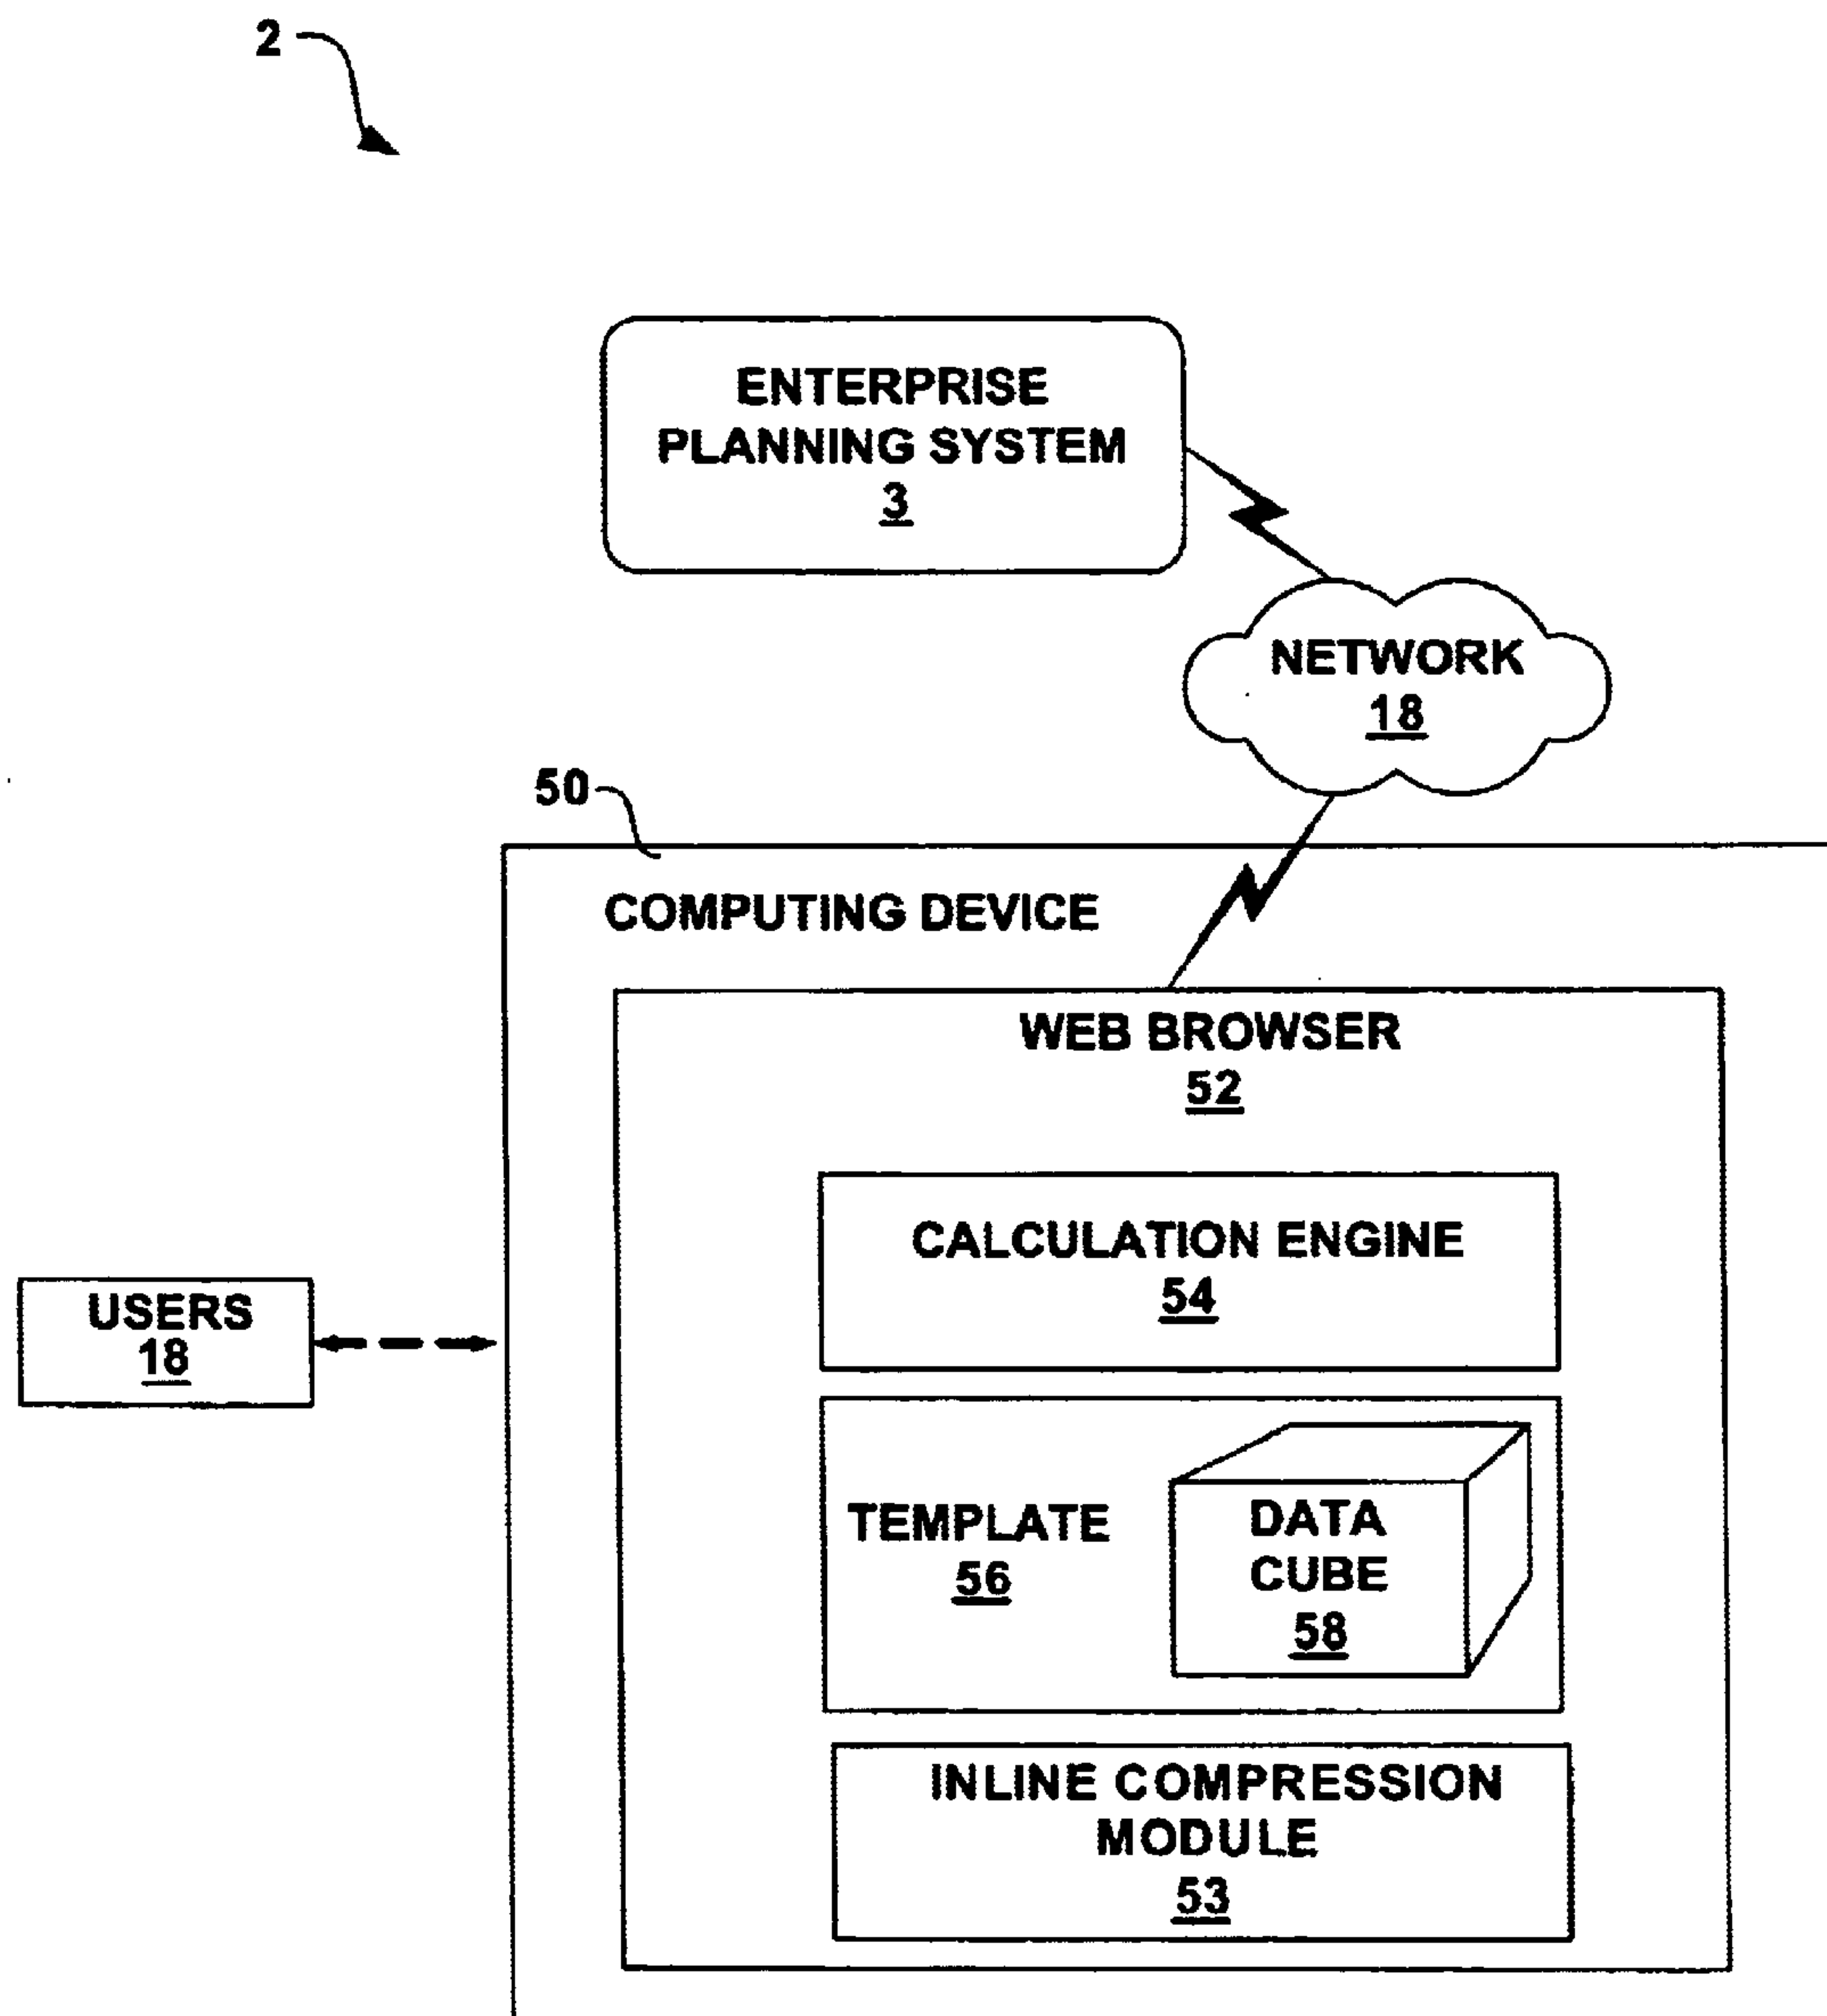 2
ENTERPRISE
PLANNING SYSTEM
3
NETWORK
18
50
COMPUTING DEVICE
WEB BROWSER
52
CALCULATION ENGINE
54
USERS
18
TEMPLATE
56
DATA
CUBE
58
INLINE COMPRESSION
MODULE
53